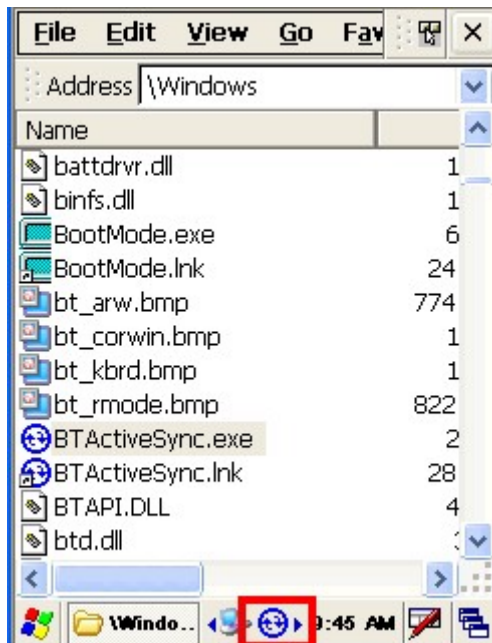 File Edit View Go Fav
Address \Windows
Name
battdrvr.dll 1
binfs.dll 1
BootMode.exe 6
BootMode.lnk 24
bt_arw.bmp 774
bt_corwin.bmp 1
bt_kbrd.bmp 1
bt_rmode.bmp 822
BTActiveSync.exe 2
BTActiveSync.lnk 28
BTAPI.DLL 4
btd.dll
\Windo.. :45 AM